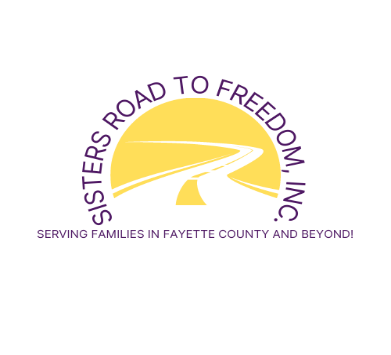 SISTERS ROAD TO FREEDOM, INC.
SERVING FAMILIES IN FAYETTE COUNTY AND BEYOND!